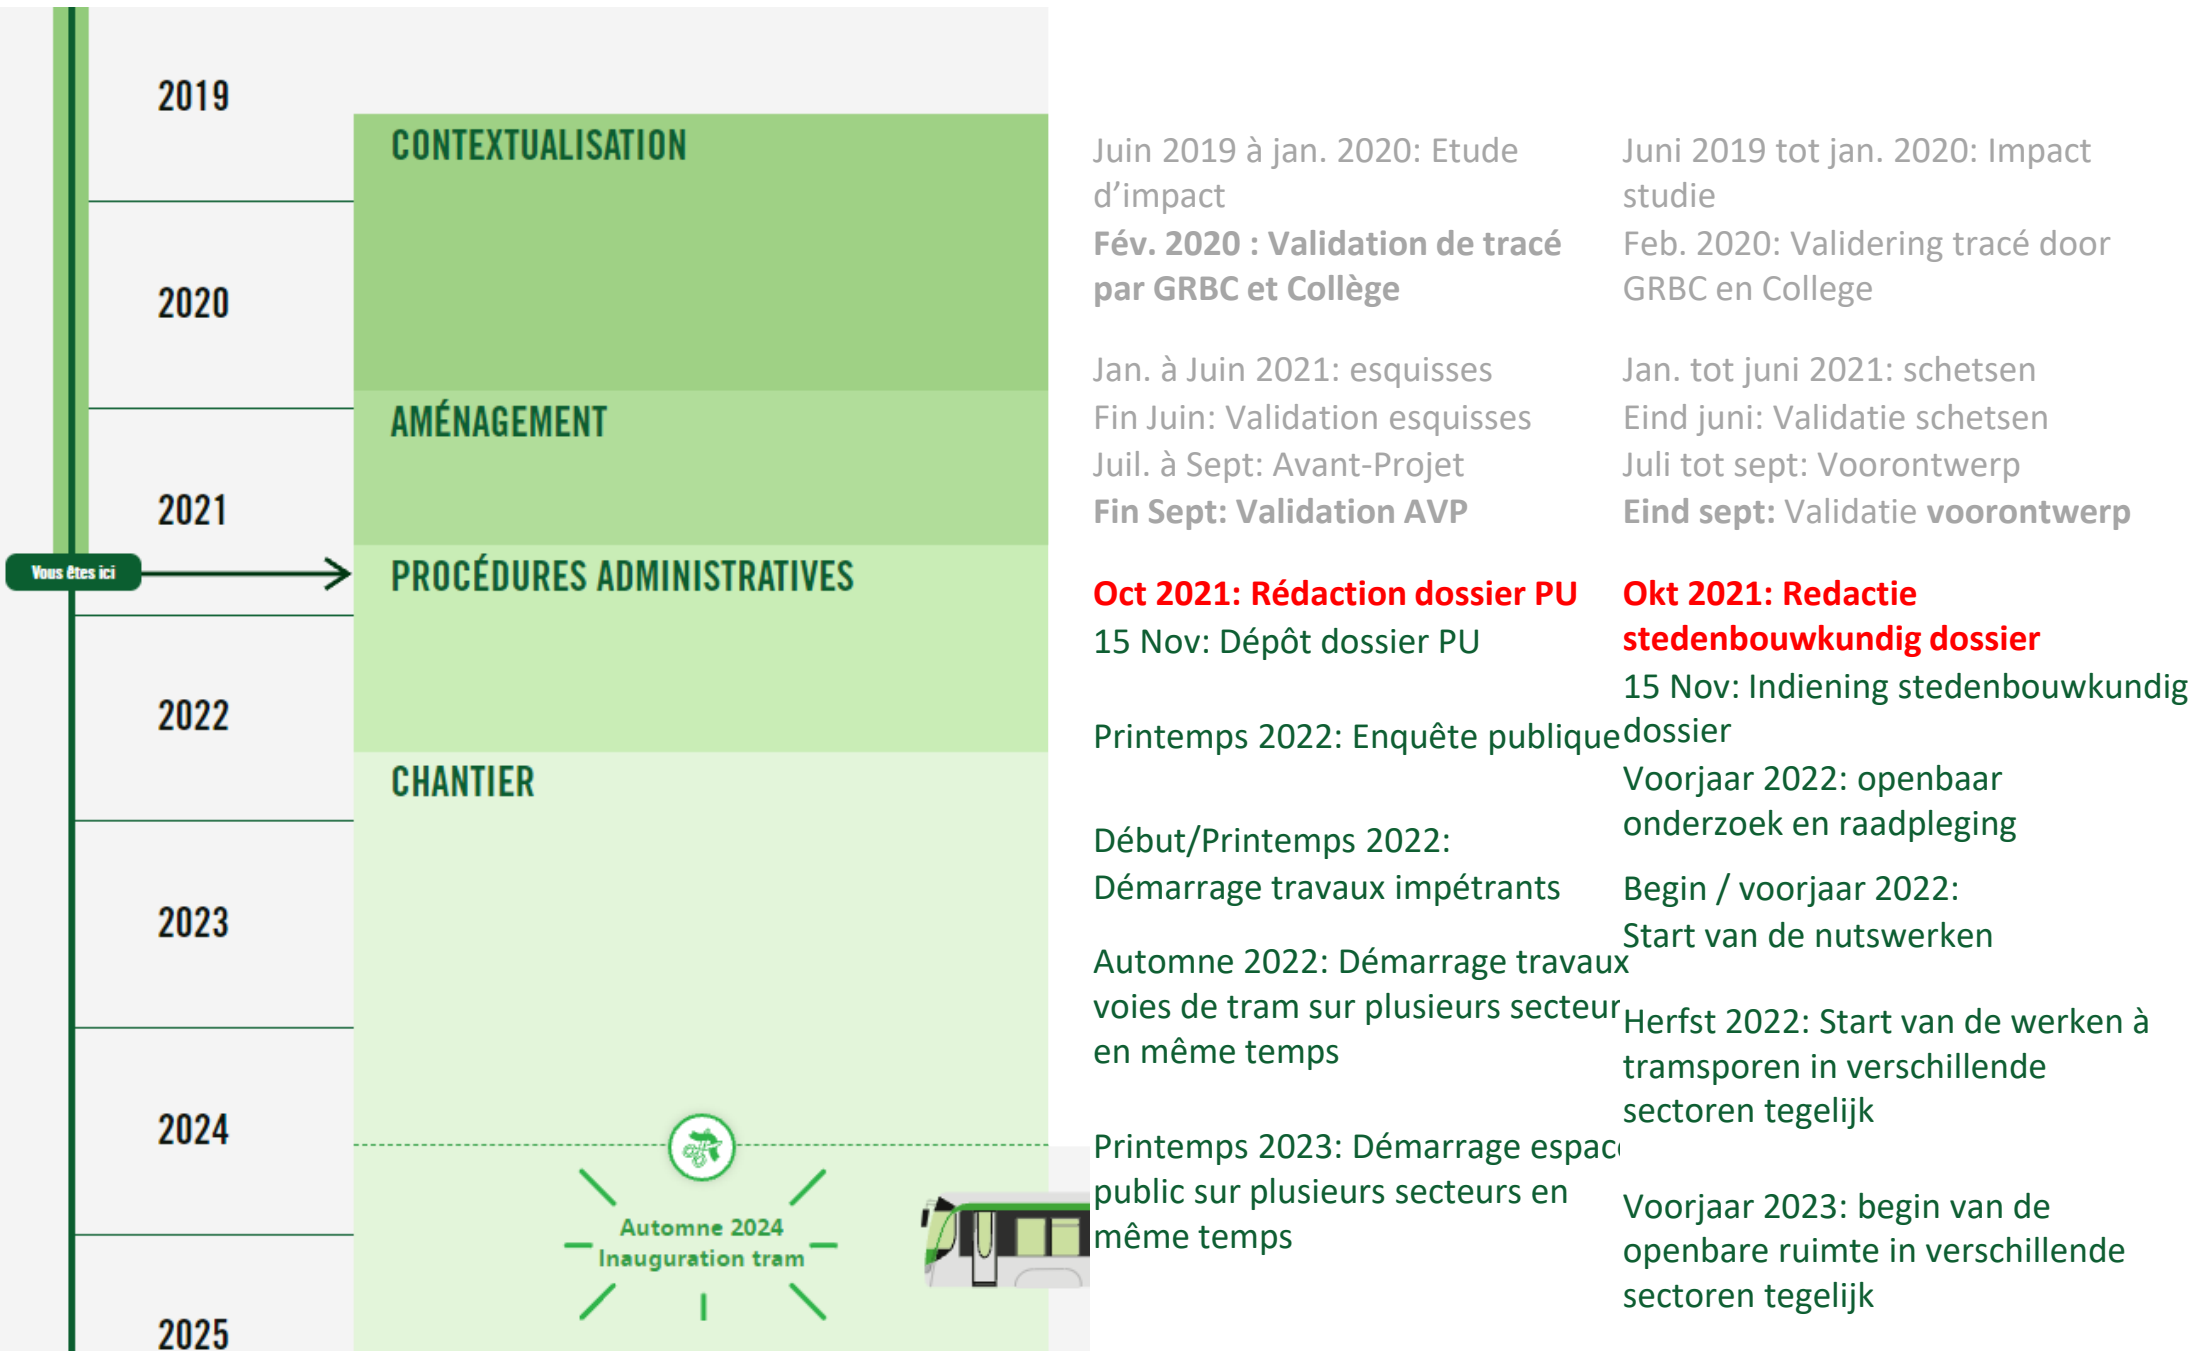 2019
2020
2021
Vous êtes ici
2022
2023
2024
2025
CONTEXTUALISATION
AMÉNAGEMENT
PROCÉDURES ADMINISTRATIVES
CHANTIER
Automne 2024
Inauguration tram
Juin 2019 à jan. 2020: Etude
d’impact
Fév. 2020 : Validation de tracé
par GRBC et Collège
Jan. à Juin 2021: esquisses
Fin Juin: Validation esquisses
Juil. à Sept: Avant-Projet
Fin Sept: Validation AVP
Oct 2021: Rédaction dossier PU
15 Nov: Dépôt dossier PU
Printemps 2022: Enquête publique
Début/Printemps 2022:
Démarrage travaux impétrants
Automne 2022: Démarrage travaux
voies de tram sur plusieurs secteur
en même temps
Printemps 2023: Démarrage espac
public sur plusieurs secteurs en
même temps
Juni 2019 tot jan. 2020: Impact
studie
Feb. 2020: Validering tracé door
GRBC en College
Jan. tot juni 2021: schetsen
Eind juni: Validatie schetsen
Juli tot sept: Voorontwerp
Eind sept: Validatie voorontwerp
Okt 2021: Redactie
stedenbouwkundig dossier
15 Nov: Indiening stedenbouwkundig
dossier
Voorjaar 2022: openbaar
onderzoek en raadpleging
Begin / voorjaar 2022:
Start van de nutswerken
Herfst 2022: Start van de werken à
tramsporen in verschillende
sectoren tegelijk
Voorjaar 2023: begin van de
openbare ruimte in verschillende
sectoren tegelijk